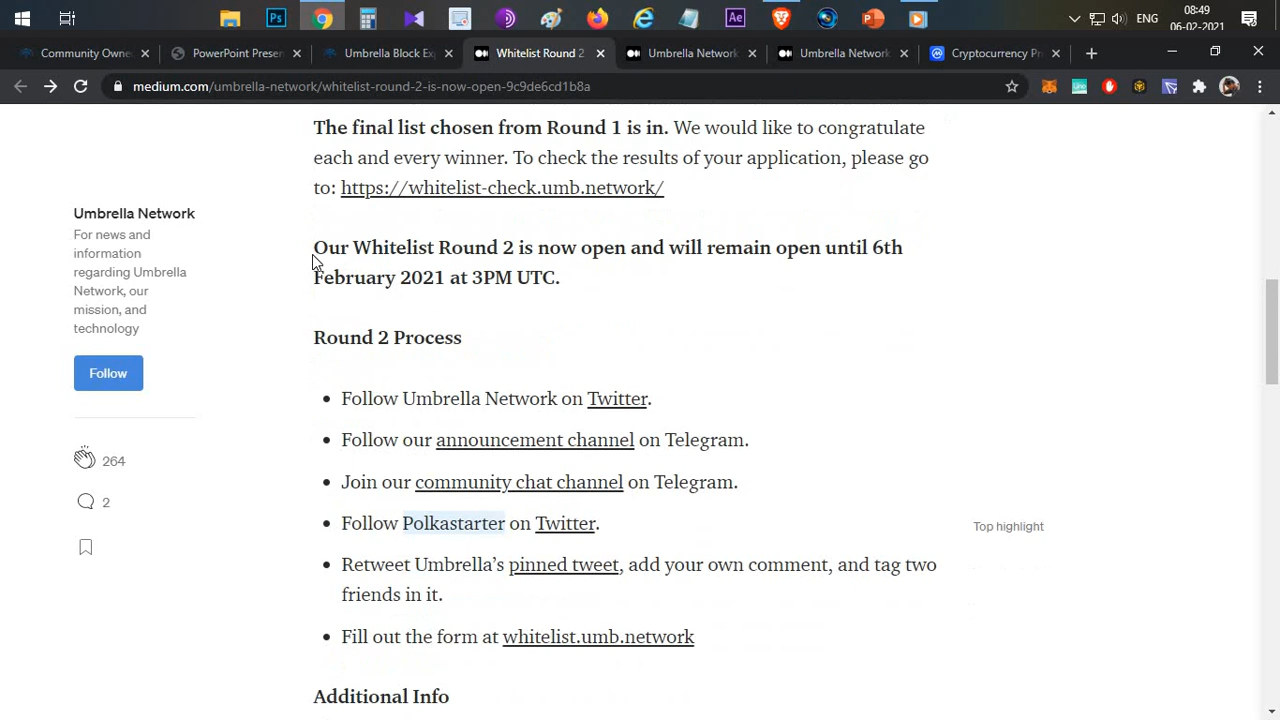 ENG
08:49
06-02-2021
Community Owne
PowerPoint Presen
Umbrella Block Exp
Whitelist Round 2
Umbrella Network
Umbrella Network
Cryptocurrency Pr
medium.com/umbrella-network/whitelist-round-2-is-now-open-9c9de6cd1b8a
The final list chosen from Round 1 is in. We would like to congratulate
each and every winner. To check the results of your application, please go
to: https://whitelist-check.umb.network/
Our Whitelist Round 2 is now open and will remain open until 6th
February 2021 at 3PM UTC.
Round 2 Process
• Follow Umbrella Network on Twitter.
• Follow our announcement channel on Telegram.
• Join our community chat channel on Telegram.
• Follow Polkastarter on Twitter.
• Retweet Umbrella’s pinned tweet, add your own comment, and tag two
friends in it.
• Fill out the form at whitelist.umb.network
Additional Info
Umbrella Network
For news and
information
regarding Umbrella
Network, our
mission, and
technology
Follow
264
2
Top highlight